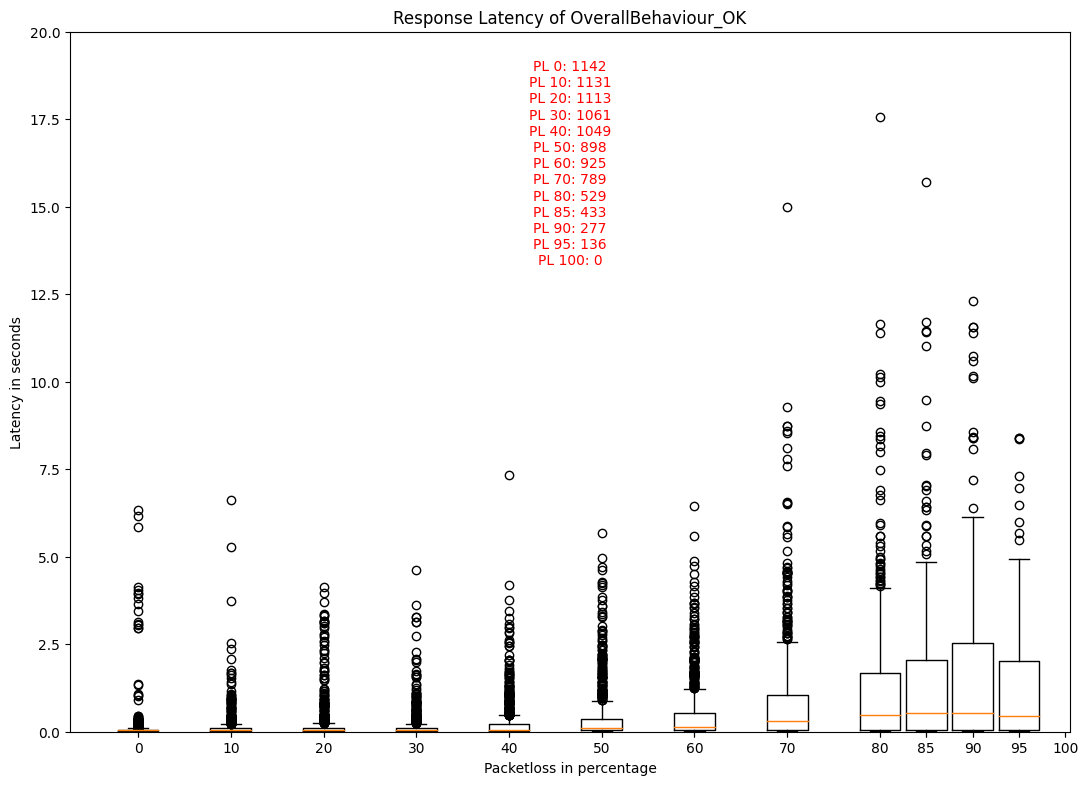 Response Latency of OverallBehaviour_OK
20.0
17.5
15.0
12.5
10.0
7.5
5.0
2.5
0.0
Latency in seconds
PL 0: 1142
PL 10: 1131
PL 20: 1113
PL 30: 1061
PL 40: 1049
PL 50: 898
PL 60: 925
PL 70: 789
PL 80: 529
PL 85: 433
PL 90: 277
PL 95: 136
PL 100: 0
0 10 20 30 40 50 60 70 80 85 90 95 100
Packetloss in percentage